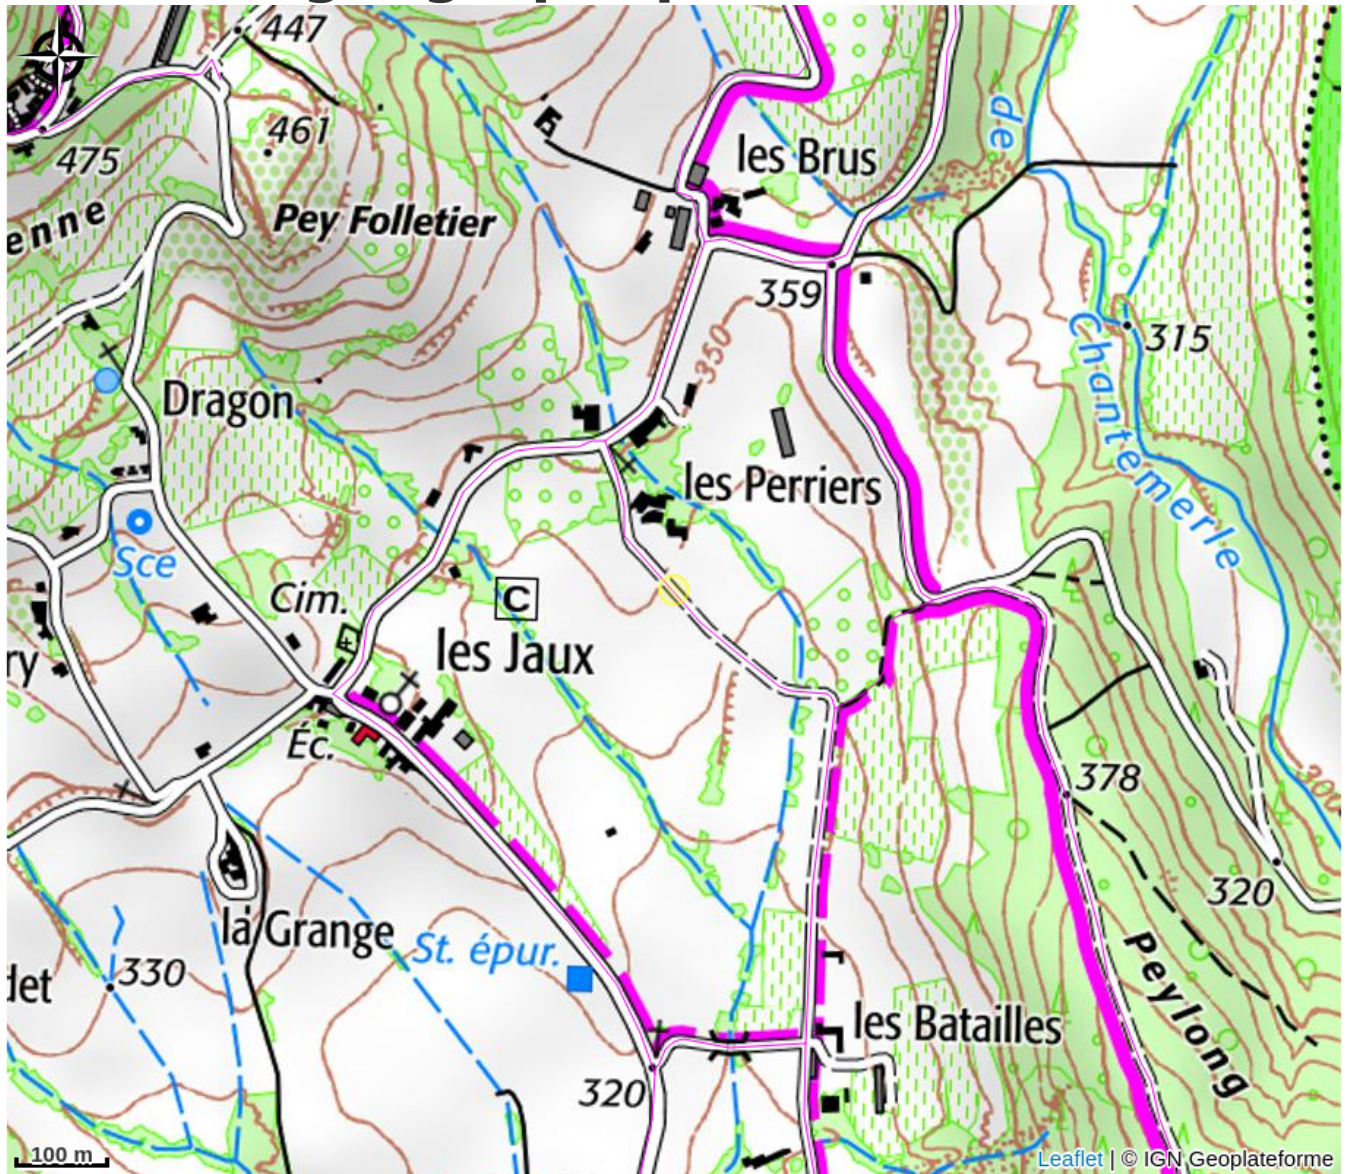 447
461
475
de
les Brus
enne
Pey Folletier
359
315
350
Chantemerle
Dragon
les Perriers
Sce
Cim.
C
les Jaux
ry
Éc.
378
300
320
la Grange
St. épur.
330
det
Peylong
les Batailles
320
100 m
Leaflet | © IGN Geoplateforme